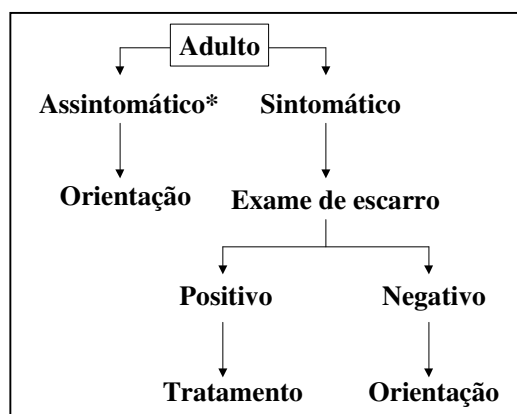 Adulto
Assintomático* Sintomático
Orientação Exame de escarro
Positivo Negativo
Tratamento Orientação